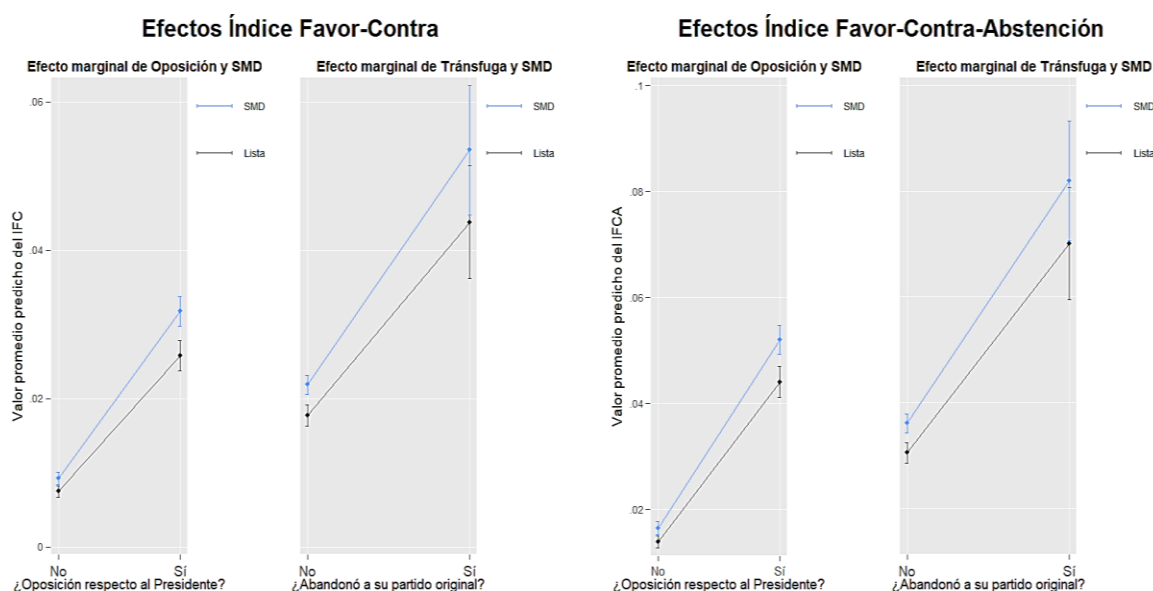 Efectos Índice Favor-Contra
Efecto marginal de Oposición y SMD
Efecto marginal de Tránsfuga y SMD
Valor promedio predicho del IFC
.06
.04
.02
0
SMD
Lista
SMD
Lista
No
Sí
¿Oposición respecto al Presidente?
No
Sí
¿Abandonó a su partido original?
Efectos Índice Favor-Contra-Abstención
Efecto marginal de Oposición y SMD
Efecto marginal de Tránsfuga y SMD
Valor promedio predicho del IFCA
.1
.08
.06
.04
.02
SMD
Lista
SMD
Lista
No
Sí
¿Oposición respecto al Presidente?
No
Sí
¿Abandonó a su partido original?